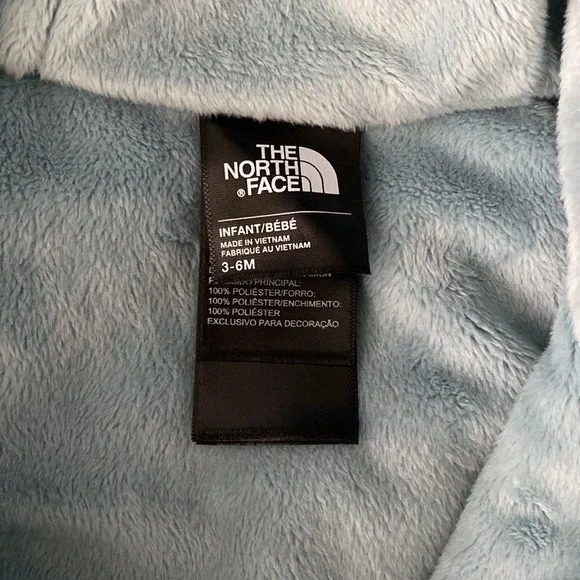 THE
NORTH
FACE
®
INFANT/BÉBÉ
MADE IN VIETNAM
FABRIQUÉ AU VIETNAM
3-6M
PRINCIPAL:
100% POLIÉSTER/FORRO:
100% POLIÉSTER/ENCHIMENTO:
100% POLIÉSTER
EXCLUSIVO PARA DECORAÇÃO